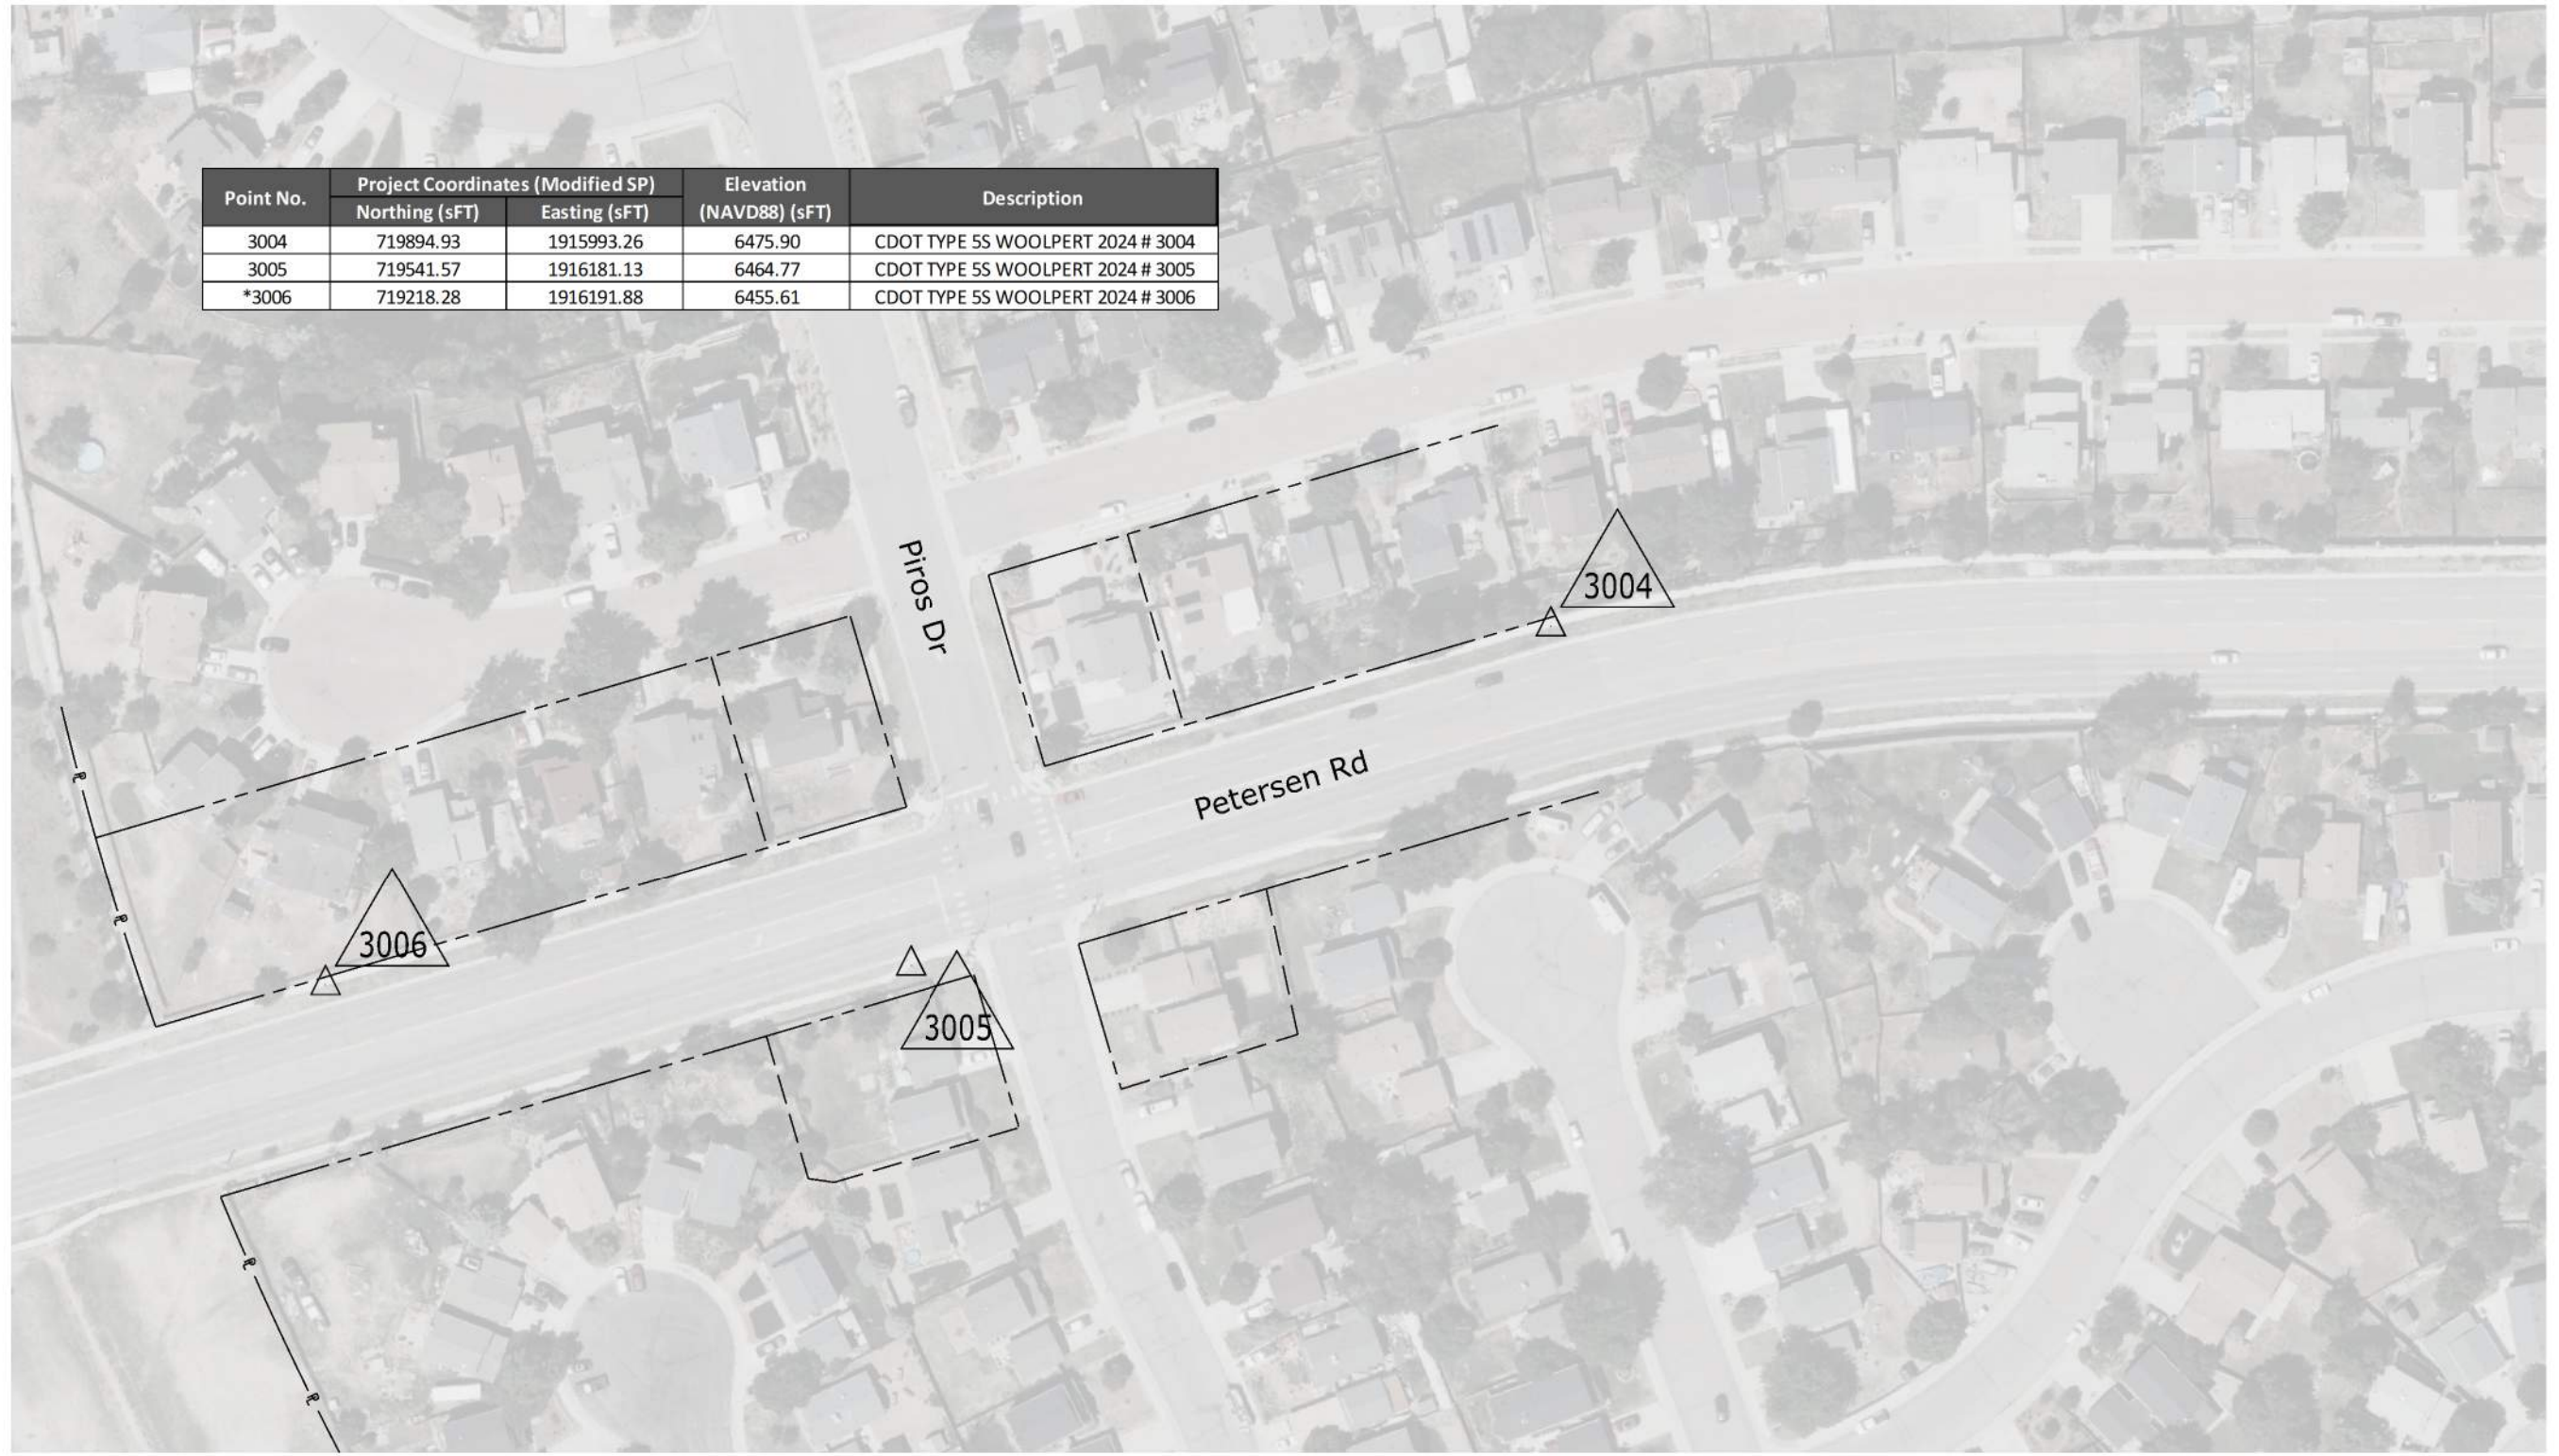 Point No. Project Coordinates (Modified SP) Elevation (NAVD88) (sFT) Description
Northing (sFT) Easting (sFT)
3004 719894.93 1915993.26 6475.90 CDOT TYPE 5S WOOLPERT 2024 # 3004
3005 719541.57 1916181.13 6464.77 CDOT TYPE 5S WOOLPERT 2024 # 3005
*3006 719218.28 1916191.88 6455.61 CDOT TYPE 5S WOOLPERT 2024 # 3006
Piros Dr
3004
Petersen Rd
3006
3005